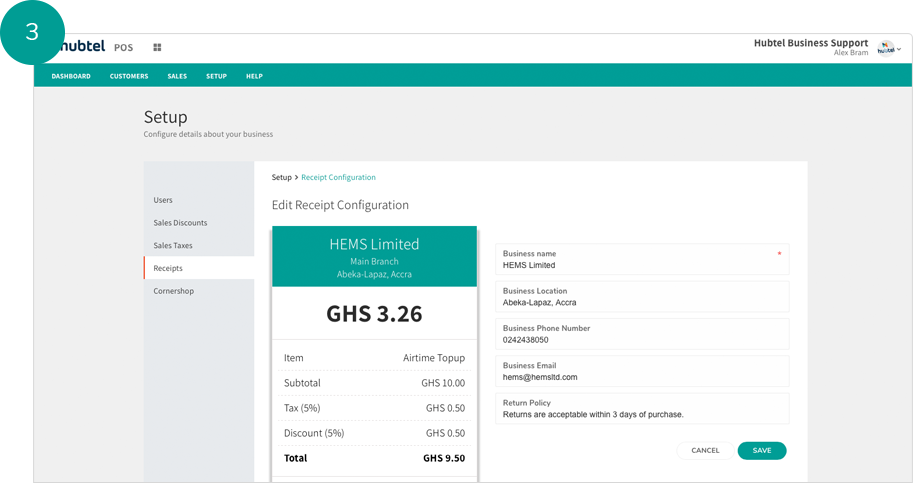 3
hubtel POS
Hubtel Business Support
Alex Bram
hubtel
DASHBOARD CUSTOMERS SALES SETUP HELP
Setup
Configure details about your business
Users
Sales Discounts
Sales Taxes
Receipts
Cornershop
Setup > Receipt Configuration
Edit Receipt Configuration
HEMS Limited
Main Branch
Abeka-Lapaz, Accra
GHS 3.26
Item Airtime Topup
Subtotal GHS 10.00
Tax (5%) GHS 0.50
Discount (5%) GHS 0.50
Total GHS 9.50
Business name *
HEMS Limited
Business Location
Abeka-Lapaz, Accra
Business Phone Number
0242438050
Business Email
hems@hemsltd.com
Return Policy
Returns are acceptable within 3 days of purchase.
CANCEL SAVE